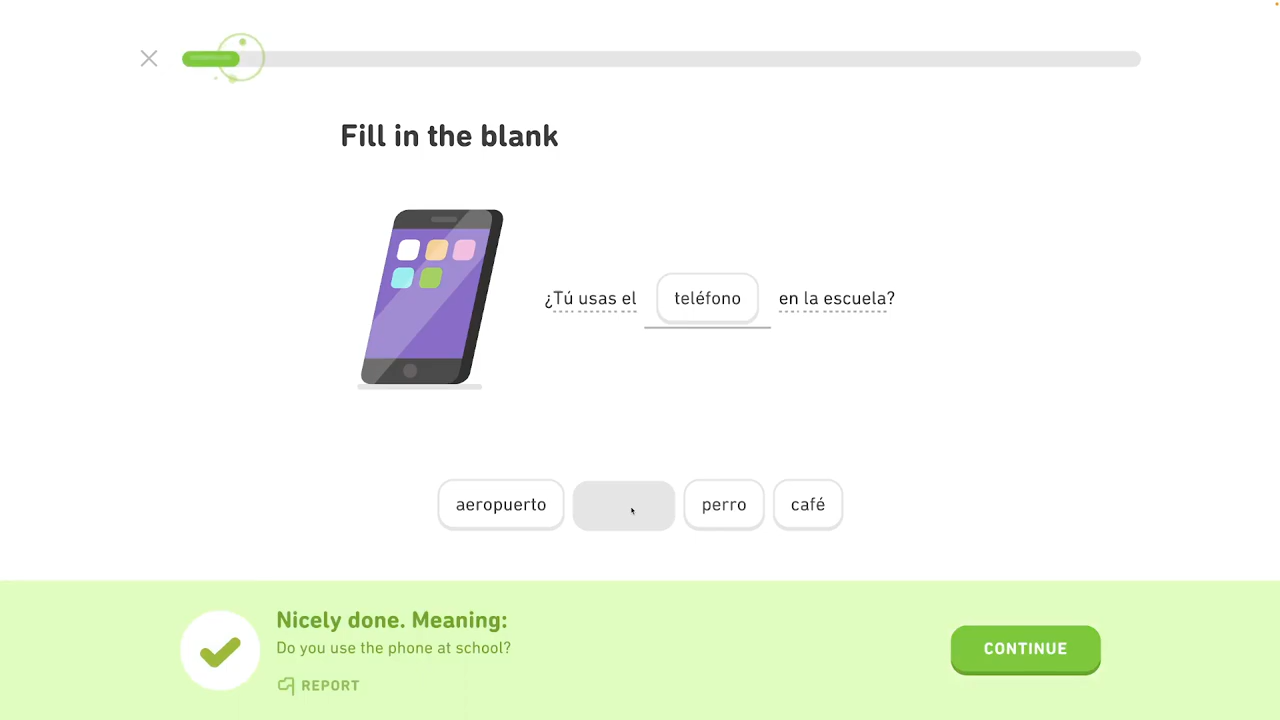 Fill in the blank
¿Tú usas el teléfono en la escuela?
aeropuerto perro café
Nicely done. Meaning:
Do you use the phone at school?
CONTINUE
REPORT